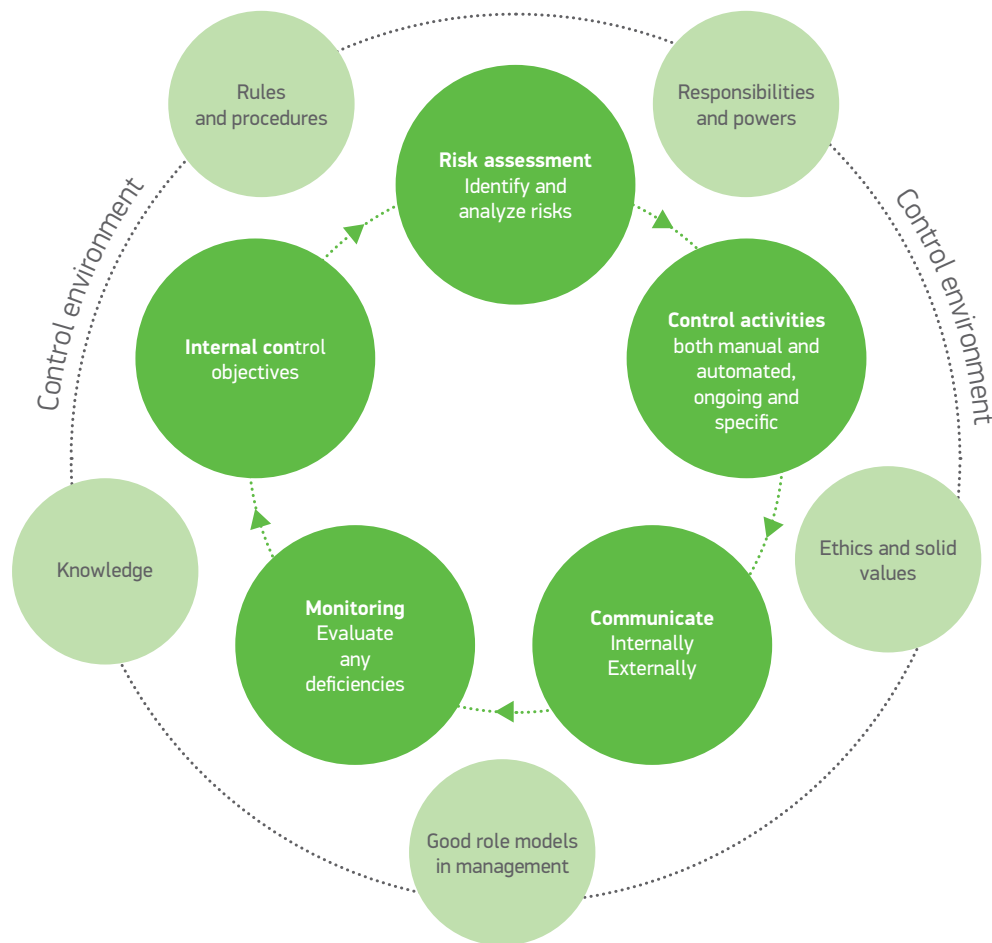 Rules
and procedures
Responsibilities
and powers
Risk assessment
Identify and
analyze risks
Control environment
Control environment
Internal control
objectives
Control activities
both manual and
automated,
ongoing and
specific
Knowledge
Ethics and solid
values
Monitoring
Evaluate
any
deficiencies
Communicate
Internally
Externally
Good role models
in management